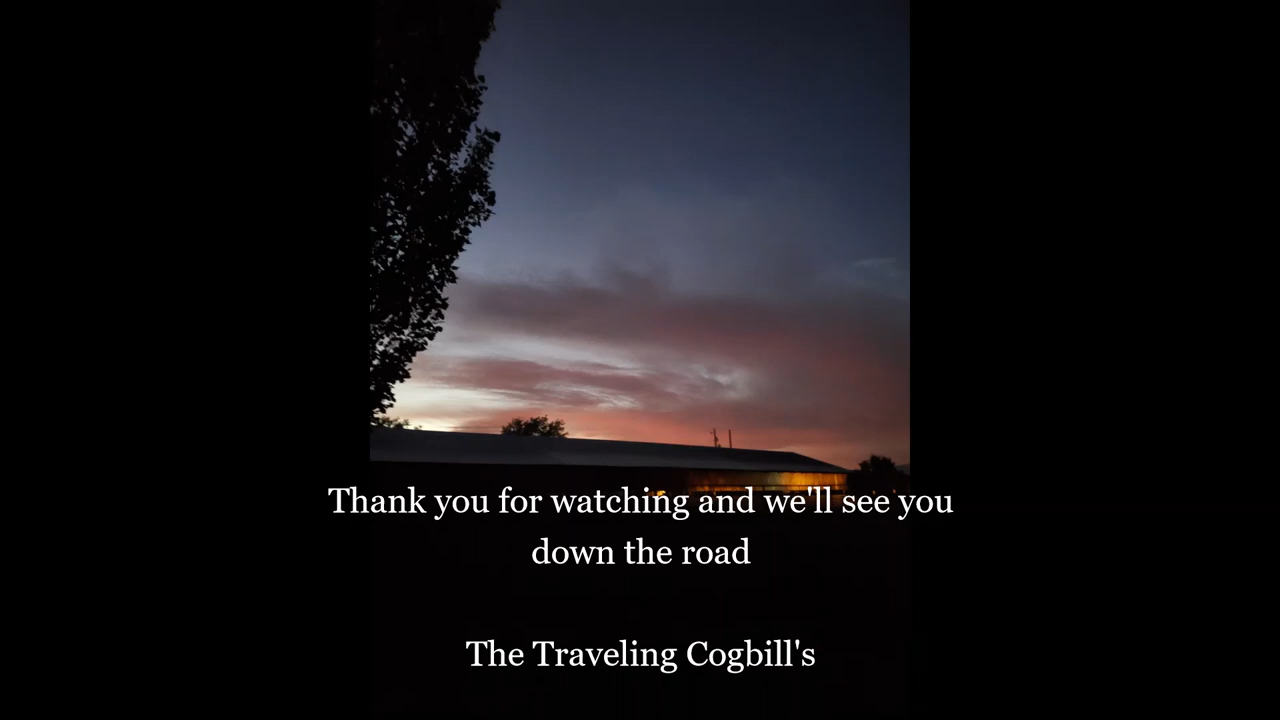 Thank you for watching and we'll see you
down the road
The Traveling Cogbill's